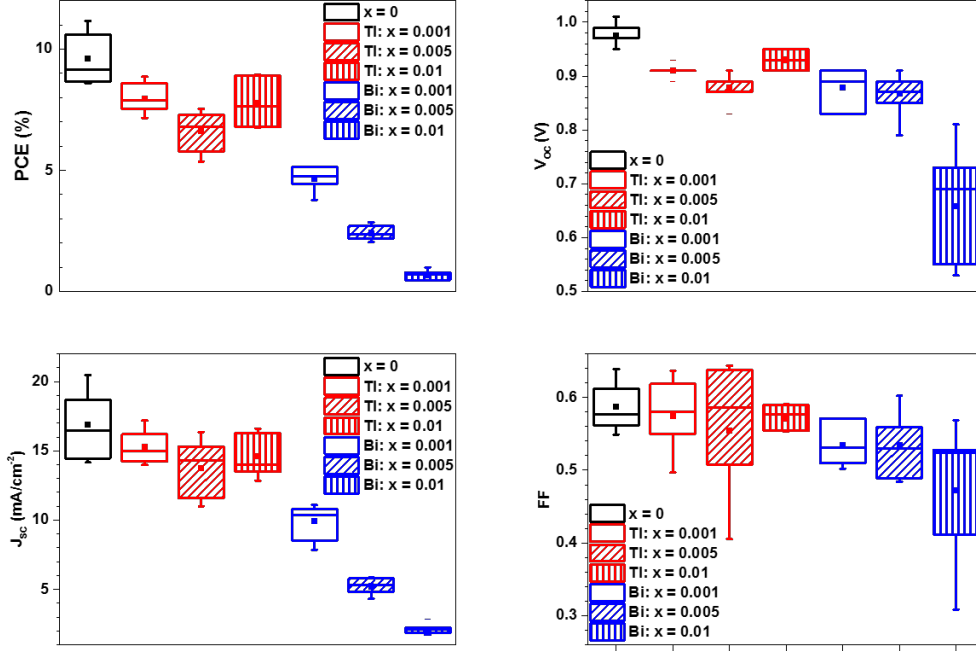 PCE (%)
10
5
0
x = 0
Tl: x = 0.001
Tl: x = 0.005
Tl: x = 0.01
Bi: x = 0.001
Bi: x = 0.005
Bi: x = 0.01
V_OC (V)
1.0
0.9
0.8
0.7
0.6
0.5
x = 0
Tl: x = 0.001
Tl: x = 0.005
Tl: x = 0.01
Bi: x = 0.001
Bi: x = 0.005
Bi: x = 0.01
J_SC (mA/cm⁻²)
20
15
10
5
x = 0
Tl: x = 0.001
Tl: x = 0.005
Tl: x = 0.01
Bi: x = 0.001
Bi: x = 0.005
Bi: x = 0.01
FF
0.6
0.5
0.4
0.3
x = 0
Tl: x = 0.001
Tl: x = 0.005
Tl: x = 0.01
Bi: x = 0.001
Bi: x = 0.005
Bi: x = 0.01